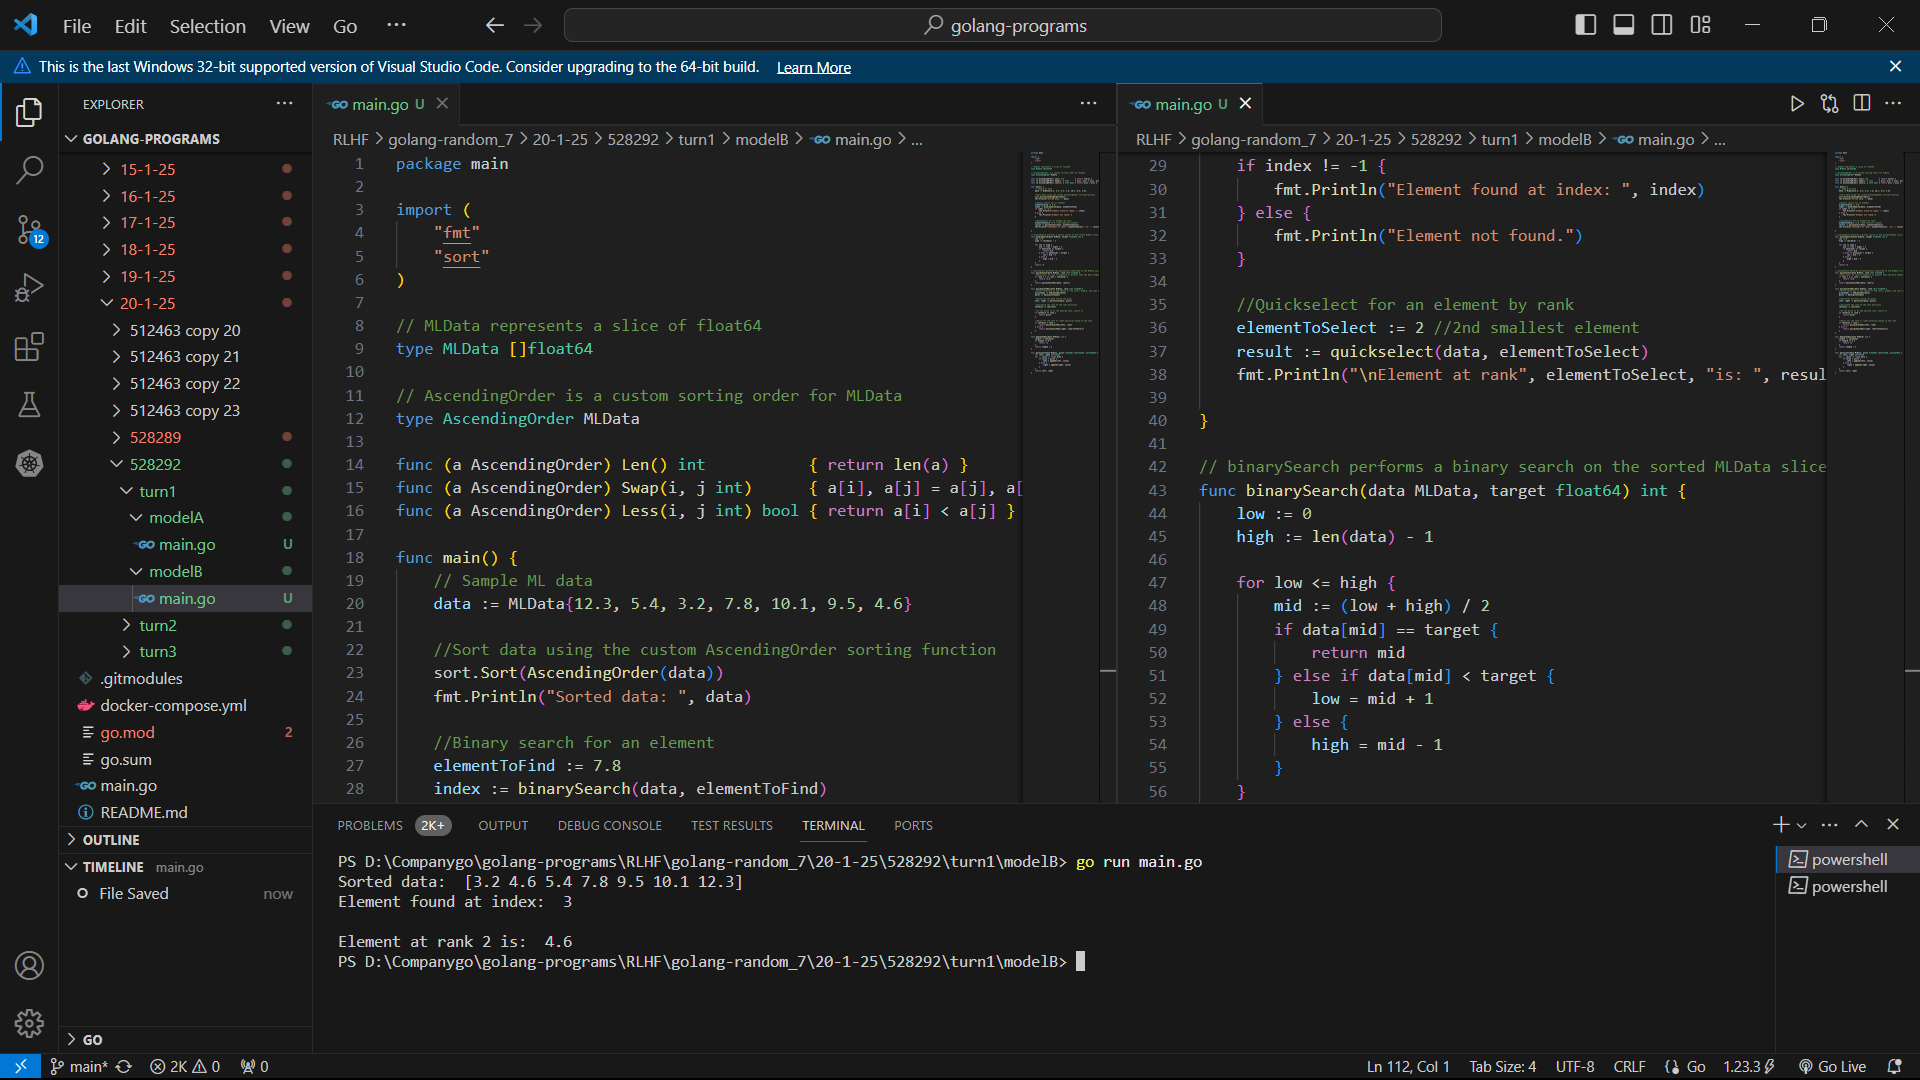 File Edit Selection View Go ···
golang-programs
This is the last Windows 32-bit supported version of Visual Studio Code. Consider upgrading to the 64-bit build. Learn More
EXPLORER
GOLANG-PROGRAMS
15-1-25
16-1-25
17-1-25
18-1-25
19-1-25
20-1-25
512463 copy 20
512463 copy 21
512463 copy 22
512463 copy 23
528289
528292
turn1
modelA
main.go U
modelB
main.go U
turn2
turn3
.gitmodules
docker-compose.yml
go.mod 2
go.sum
main.go
README.md
OUTLINE
TIMELINE main.go
File Saved now
GO
12
main.go U
RLHF > golang-random_7 > 20-1-25 > 528292 > turn1 > modelB > main.go > ...
1 package main
2
3 import (
4 "fmt"
5 "sort"
6 )
7
8 // MLData represents a slice of float64
9 type MLData []float64
10
11 // AscendingOrder is a custom sorting order for MLData
12 type AscendingOrder MLData
13
14 func (a AscendingOrder) Len() int { return len(a) }
15 func (a AscendingOrder) Swap(i, j int) { a[i], a[j] = a[j], a[
16 func (a AscendingOrder) Less(i, j int) bool { return a[i] < a[j] }
17
18 func main() {
19 // Sample ML data
20 data := MLData{12.3, 5.4, 3.2, 7.8, 10.1, 9.5, 4.6}
21
22 //Sort data using the custom AscendingOrder sorting function
23 sort.Sort(AscendingOrder(data))
24 fmt.Println("Sorted data: ", data)
25
26 //Binary search for an element
27 elementToFind := 7.8
28 index := binarySearch(data, elementToFind)
main.go U
RLHF > golang-random_7 > 20-1-25 > 528292 > turn1 > modelB > main.go > ...
29 if index != -1 {
30 fmt.Println("Element found at index: ", index)
31 } else {
32 fmt.Println("Element not found.")
33 }
34
35 //Quickselect for an element by rank
36 elementToSelect := 2 //2nd smallest element
37 result := quickselect(data, elementToSelect)
38 fmt.Println("\nElement at rank", elementToSelect, "is: ", resul
39
40 }
41
42 // binarySearch performs a binary search on the sorted MLData slice
43 func binarySearch(data MLData, target float64) int {
44 low := 0
45 high := len(data) - 1
46
47 for low <= high {
48 mid := (low + high) / 2
49 if data[mid] == target {
50 return mid
51 } else if data[mid] < target {
52 low = mid + 1
53 } else {
54 high = mid - 1
55 }
56 }
PROBLEMS 2K+ OUTPUT DEBUG CONSOLE TEST RESULTS TERMINAL PORTS
PS D:\Companygo\golang-programs\RLHF\golang-random_7\20-1-25\528292\turn1\modelB> go run main.go
Sorted data:  [3.2 4.6 5.4 7.8 9.5 10.1 12.3]
Element found at index:  3
Element at rank 2 is:  4.6
PS D:\Companygo\golang-programs\RLHF\golang-random_7\20-1-25\528292\turn1\modelB>
powershell
powershell
main* 2K 0 0 Ln 112, Col 1 Tab Size: 4 UTF-8 CRLF Go 1.23.3 Go Live